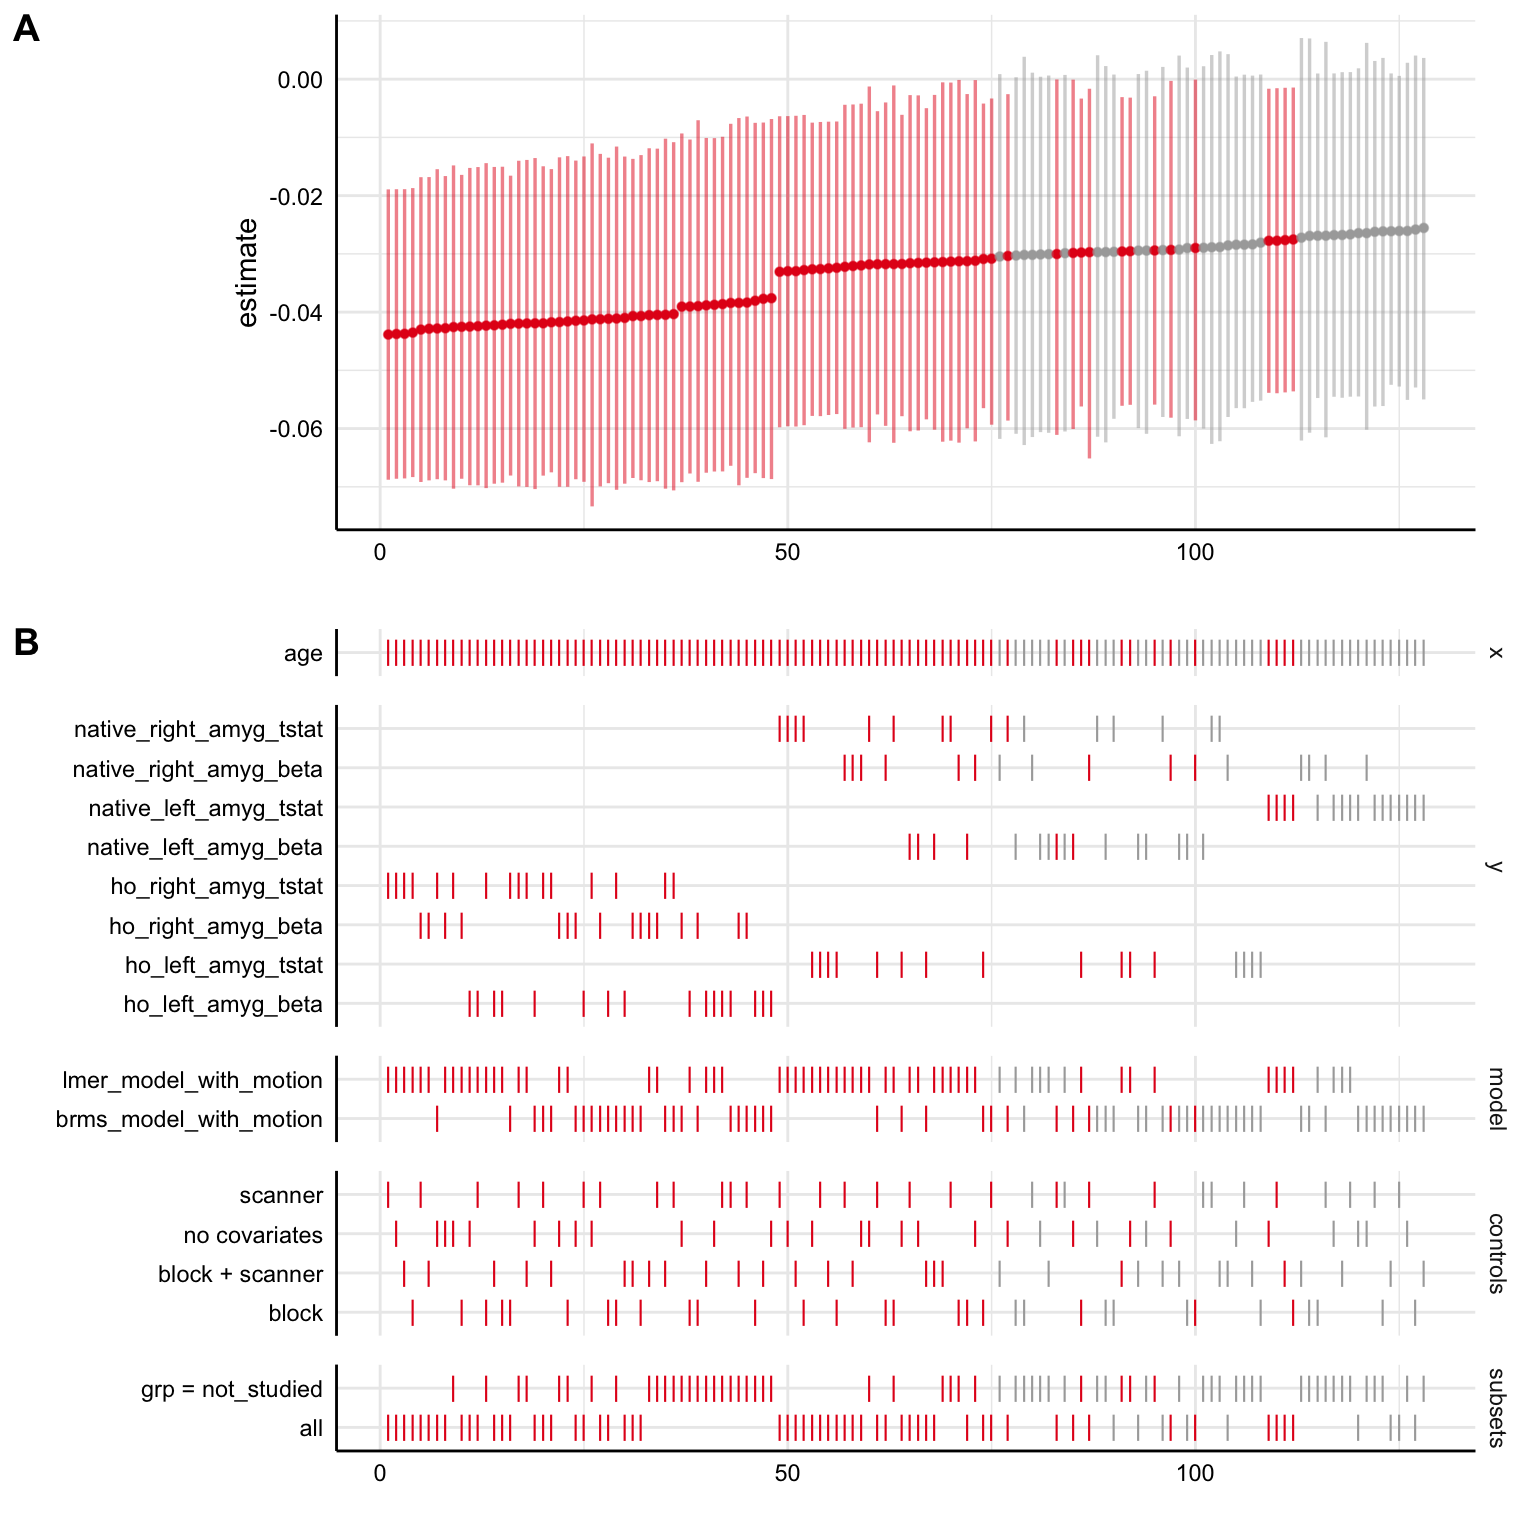 A
estimate
0.00
-0.02
-0.04
-0.06
0
50
100
B
age
x
native_right_amyg_tstat
native_right_amyg_beta
native_left_amyg_tstat
native_left_amyg_beta
ho_right_amyg_tstat
ho_right_amyg_beta
ho_left_amyg_tstat
ho_left_amyg_beta
y
lmer_model_with_motion
brms_model_with_motion
model
scanner
no covariates
block + scanner
block
controls
grp = not_studied
all
subsets
0
50
100